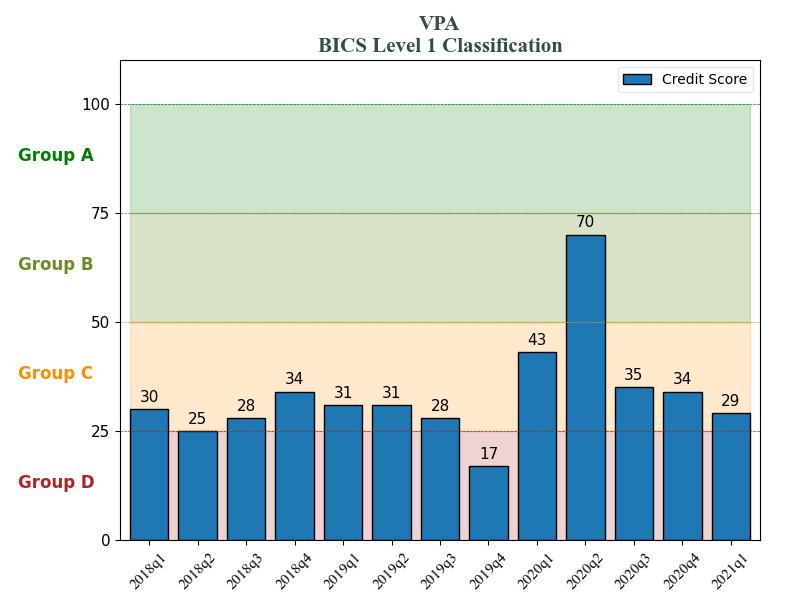 VPA
BICS Level 1 Classification
Credit Score
100
Group A
75
70
Group B
50
43
Group C
30
25
28
34
31
31
28
17
35
34
29
25
Group D
0
2018q1
2018q2
2018q3
2018q4
2019q1
2019q2
2019q3
2019q4
2020q1
2020q2
2020q3
2020q4
2021q1